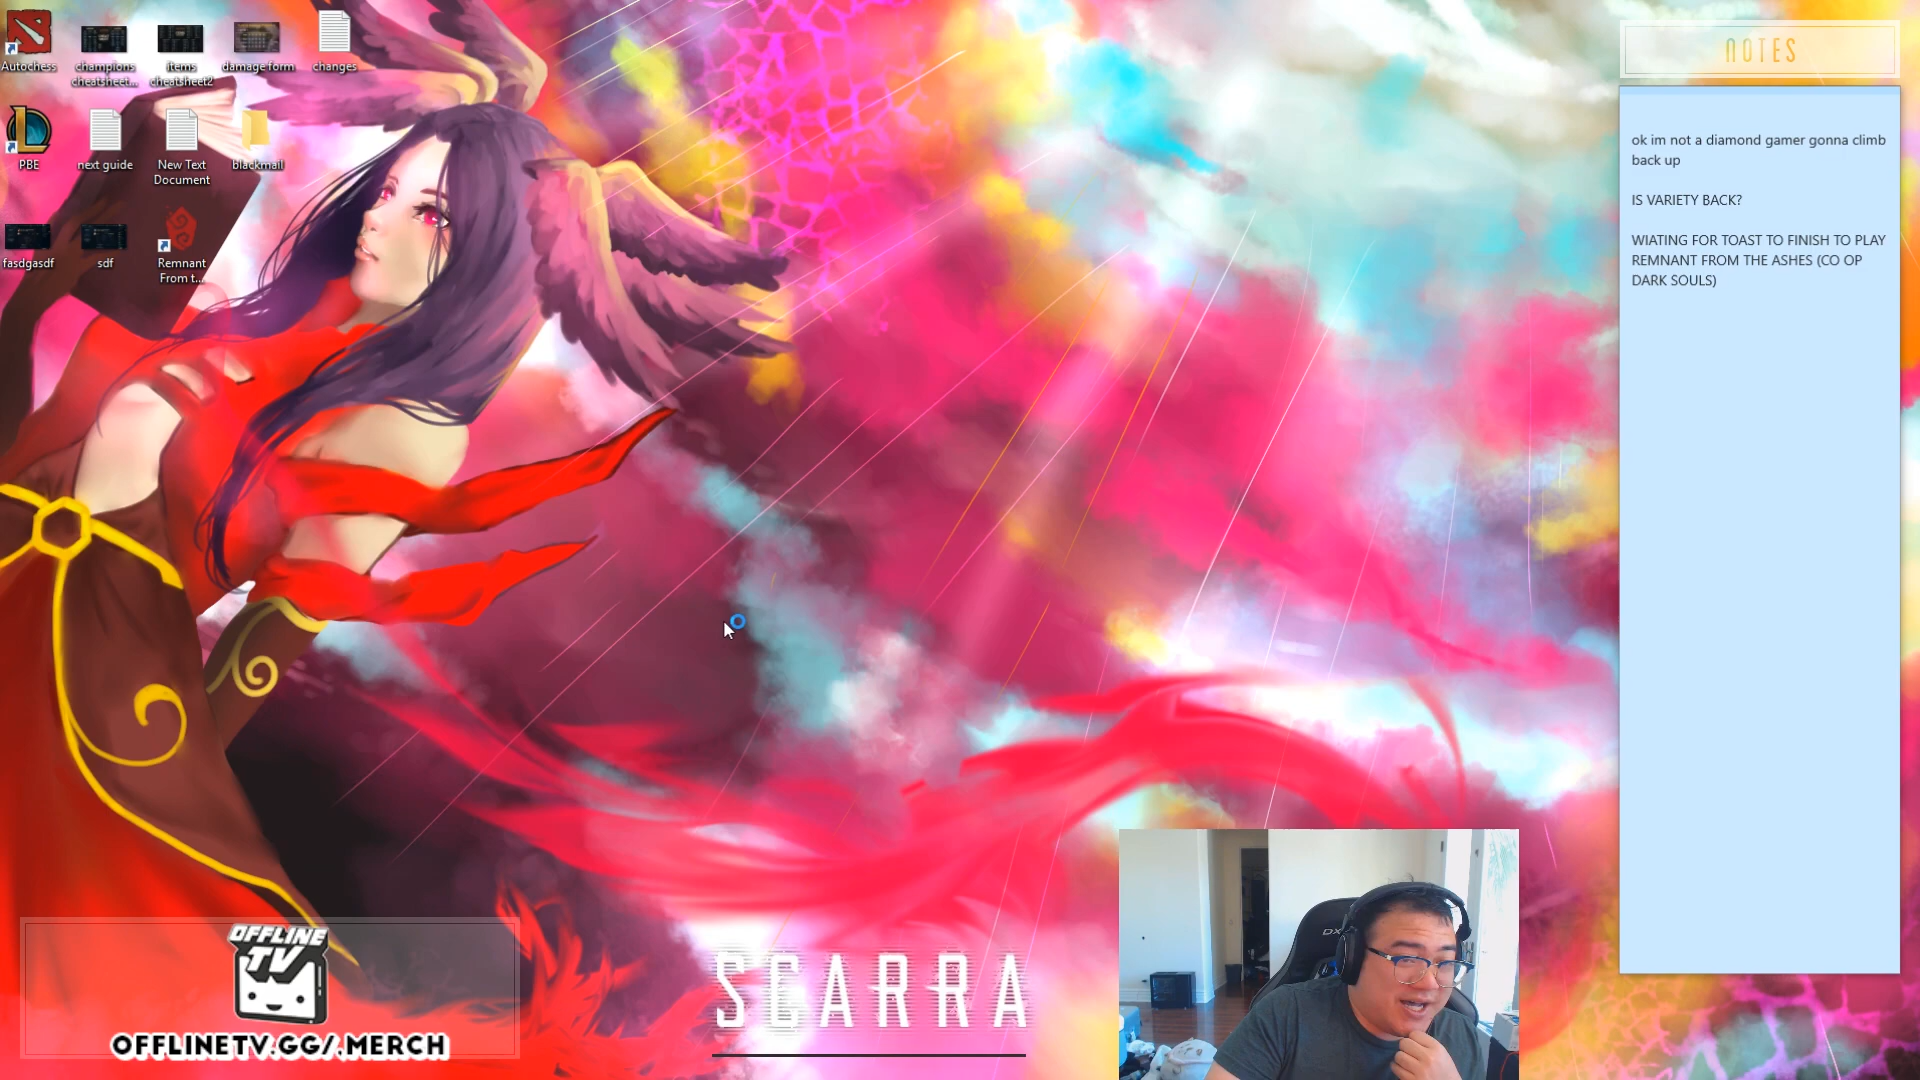 Autochess
champions
cheatsheet...
items
cheatsheet2
damage form
changes
PBE
next guide
New Text
Document
blackmail
fasdgasdf
sdf
Remnant
From t...
NOTES
ok im not a diamond gamer gonna climb
back up
IS VARIETY BACK?
WIATING FOR TOAST TO FINISH TO PLAY
REMNANT FROM THE ASHES (CO OP
DARK SOULS)
OFFLINE
TV
OFFLINETV.GG/.MERCH
SCARRA
DX